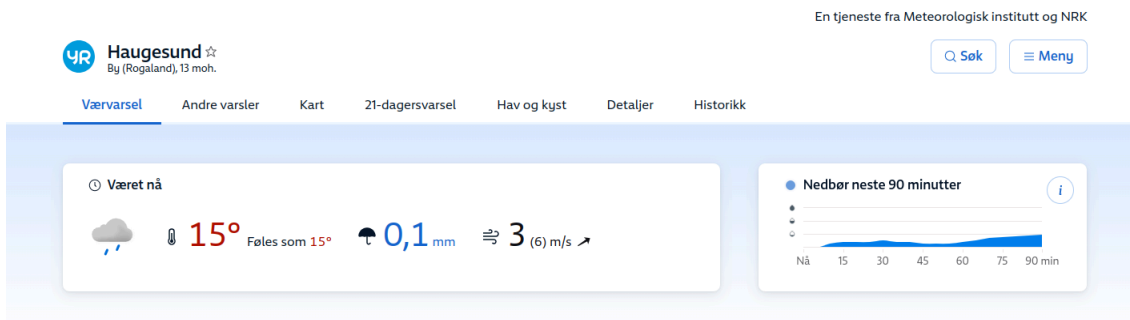 En tjeneste fra Meteorologisk institutt og NRK
YR
Haugesund
By (Rogaland), 13 moh.
Søk
Meny
Værvarsel Andre varsler Kart 21-dagersvarsel Hav og kyst Detaljer Historikk
Været nå
15° Føles som 15° 0,1 mm 3 (6) m/s
Nedbør neste 90 minutter
i
Nå 15 30 45 60 75 90 min